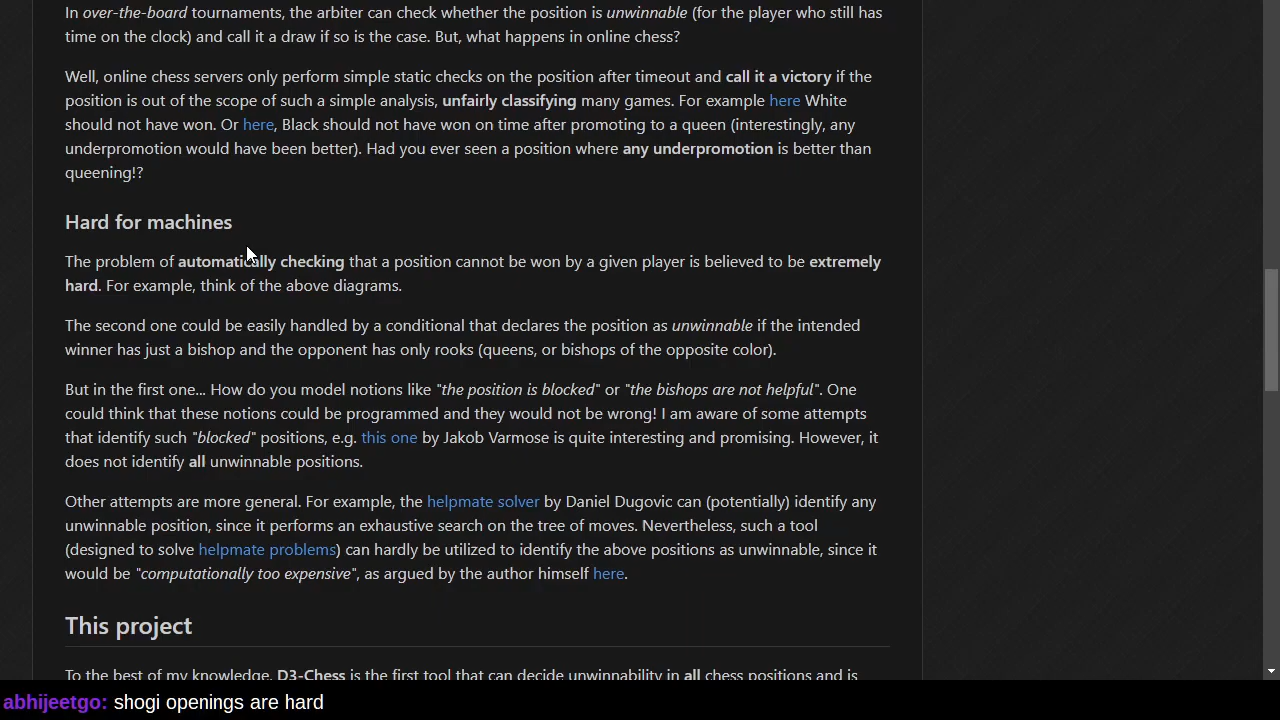 In over-the-board tournaments, the arbiter can check whether the position is unwinnable (for the player who still has
time on the clock) and call it a draw if so is the case. But, what happens in online chess?
Well, online chess servers only perform simple static checks on the position after timeout and call it a victory if the
position is out of the scope of such a simple analysis, unfairly classifying many games. For example here White
should not have won. Or here, Black should not have won on time after promoting to a queen (interestingly, any
underpromotion would have been better). Had you ever seen a position where any underpromotion is better than
queening!?
Hard for machines
The problem of automatically checking that a position cannot be won by a given player is believed to be extremely
hard. For example, think of the above diagrams.
The second one could be easily handled by a conditional that declares the position as unwinnable if the intended
winner has just a bishop and the opponent has only rooks (queens, or bishops of the opposite color).
But in the first one... How do you model notions like "the position is blocked" or "the bishops are not helpful". One
could think that these notions could be programmed and they would not be wrong! I am aware of some attempts
that identify such "blocked" positions, e.g. this one by Jakob Varmose is quite interesting and promising. However, it
does not identify all unwinnable positions.
Other attempts are more general. For example, the helpmate solver by Daniel Dugovic can (potentially) identify any
unwinnable position, since it performs an exhaustive search on the tree of moves. Nevertheless, such a tool
(designed to solve helpmate problems) can hardly be utilized to identify the above positions as unwinnable, since it
would be "computationally too expensive", as argued by the author himself here.
This project
To the best of my knowledge, D3-Chess is the first tool that can decide unwinnability in all chess positions and is
abhijeetgo: shogi openings are hard